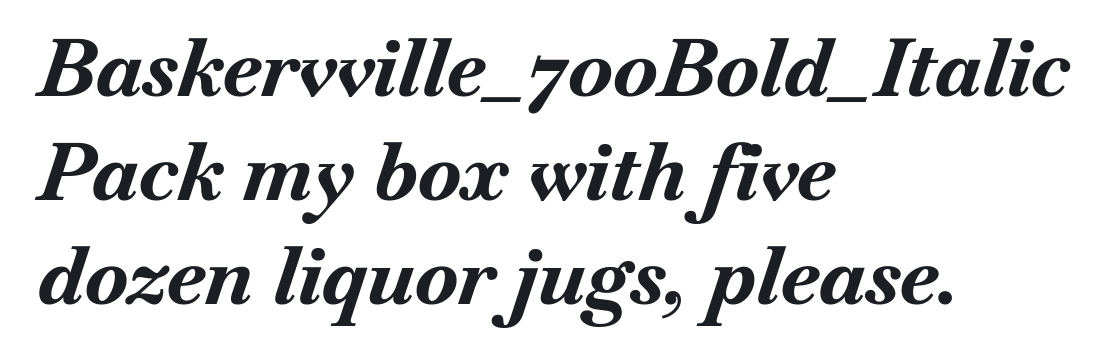 Baskervville_700Bold_Italic
Pack my box with five
dozen liquor jugs, please.